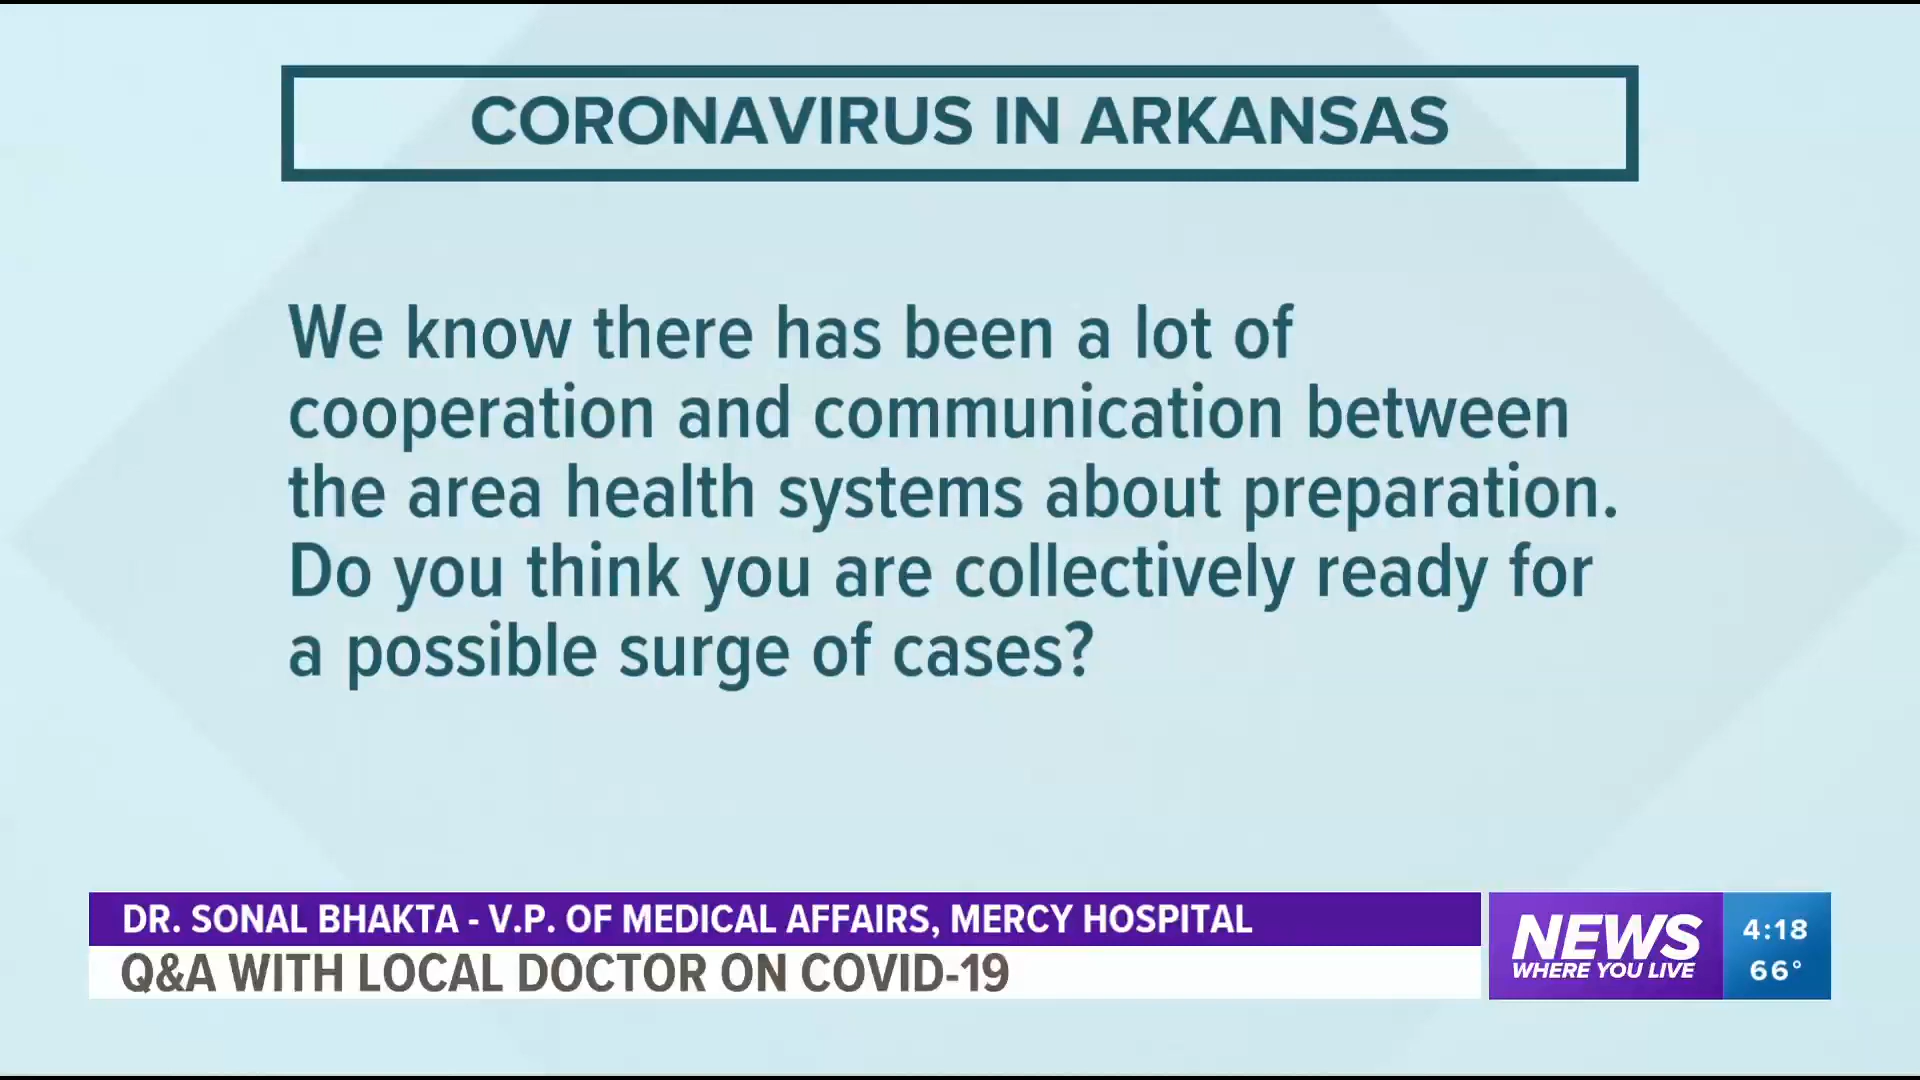 CORONAVIRUS IN ARKANSAS
We know there has been a lot of
cooperation and communication between
the area health systems about preparation.
Do you think you are collectively ready for
a possible surge of cases?
DR. SONAL BHAKTA - V.P. OF MEDICAL AFFAIRS, MERCY HOSPITAL
Q&A WITH LOCAL DOCTOR ON COVID-19
NEWS
WHERE YOU LIVE
4:18
66°